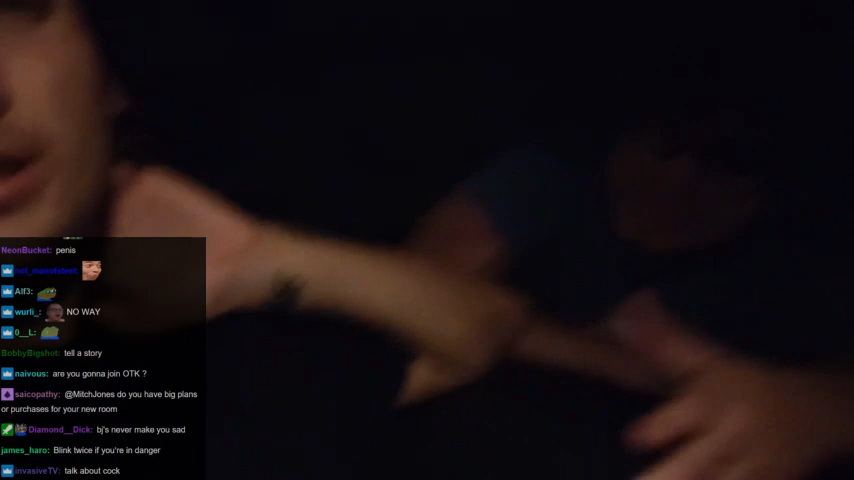 NeonBucket: penis
Alf3:
wurli_: NO WAY
0__L:
BobbyBigshot: tell a story
naivous: are you gonna join OTK ?
saicopathy: @MitchJones do you have big plans
or purchases for your new room
Diamond__Dick: bj's never make you sad
james_haro: Blink twice if you're in danger
invasiveTV: talk about cock